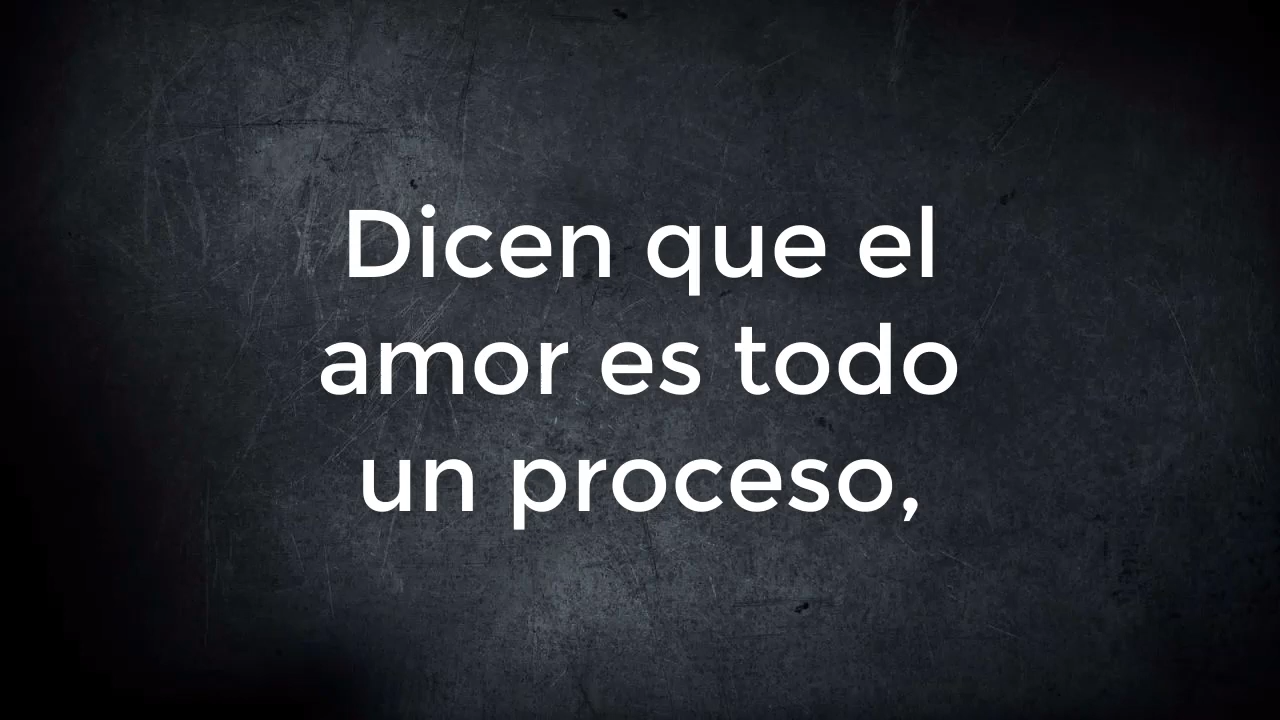 Dicen que el
amor es todo
un proceso,